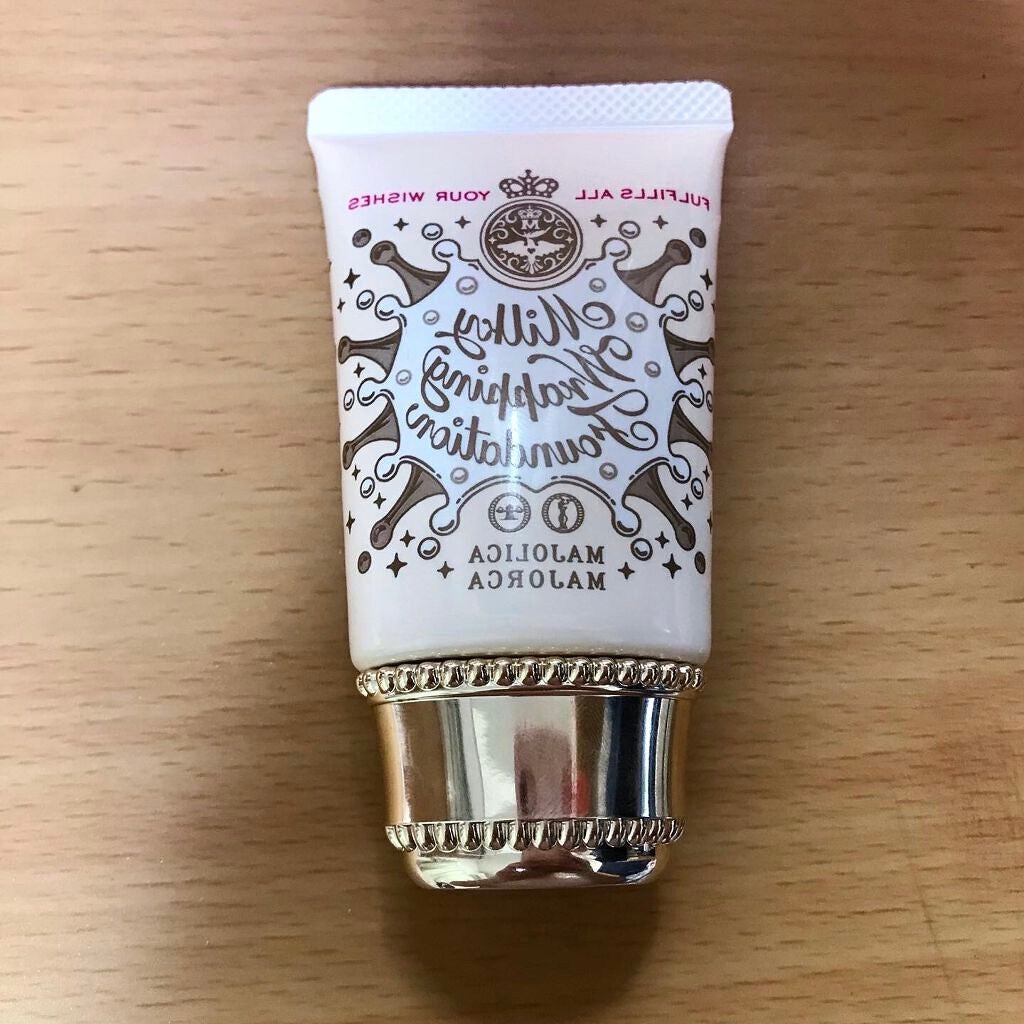 FULFILLS ALL YOUR WISHES
M
Milky
Wrapping
Foundation
MAJOLICA
MAJORCA